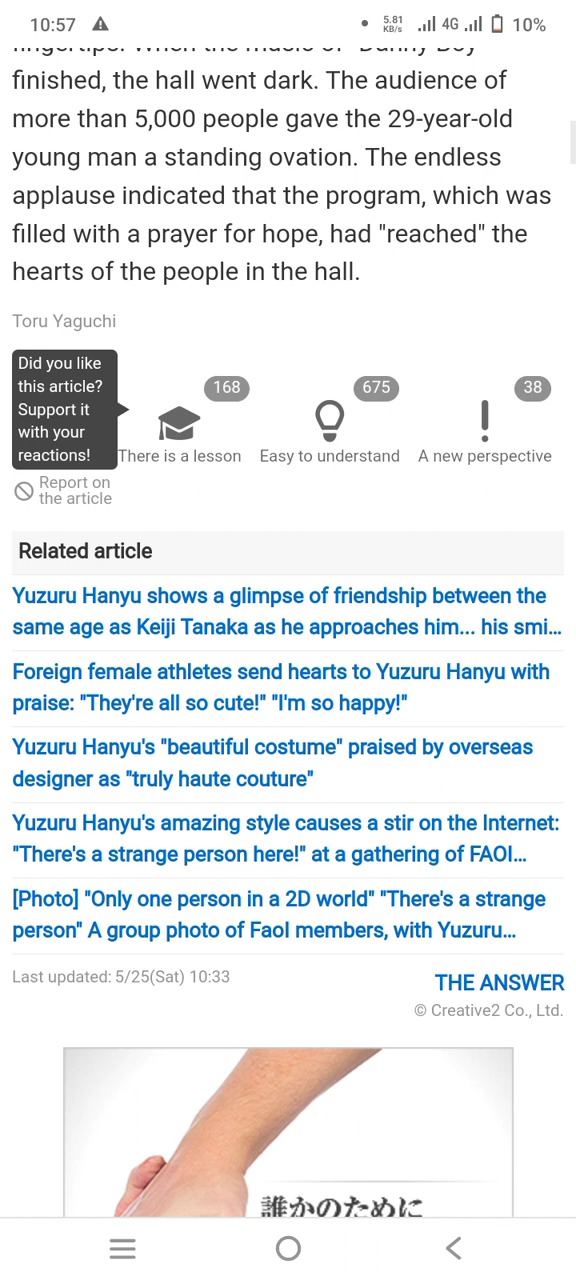 10:57
5.81
KB/s
4G
10%
finished, the hall went dark. The audience of
more than 5,000 people gave the 29-year-old
young man a standing ovation. The endless
applause indicated that the program, which was
filled with a prayer for hope, had "reached" the
hearts of the people in the hall.
Toru Yaguchi
Did you like
this article?
Support it
with your
reactions!
168
There is a lesson
675
Easy to understand
38
A new perspective
Report on
the article
Related article
Yuzuru Hanyu shows a glimpse of friendship between the
same age as Keiji Tanaka as he approaches him... his smi...
Foreign female athletes send hearts to Yuzuru Hanyu with
praise: "They're all so cute!" "I'm so happy!"
Yuzuru Hanyu's "beautiful costume" praised by overseas
designer as "truly haute couture"
Yuzuru Hanyu's amazing style causes a stir on the Internet:
"There's a strange person here!" at a gathering of FAOI...
[Photo] "Only one person in a 2D world" "There's a strange
person" A group photo of FaoI members, with Yuzuru...
Last updated: 5/25(Sat) 10:33
THE ANSWER
© Creative2 Co., Ltd.
誰かのために